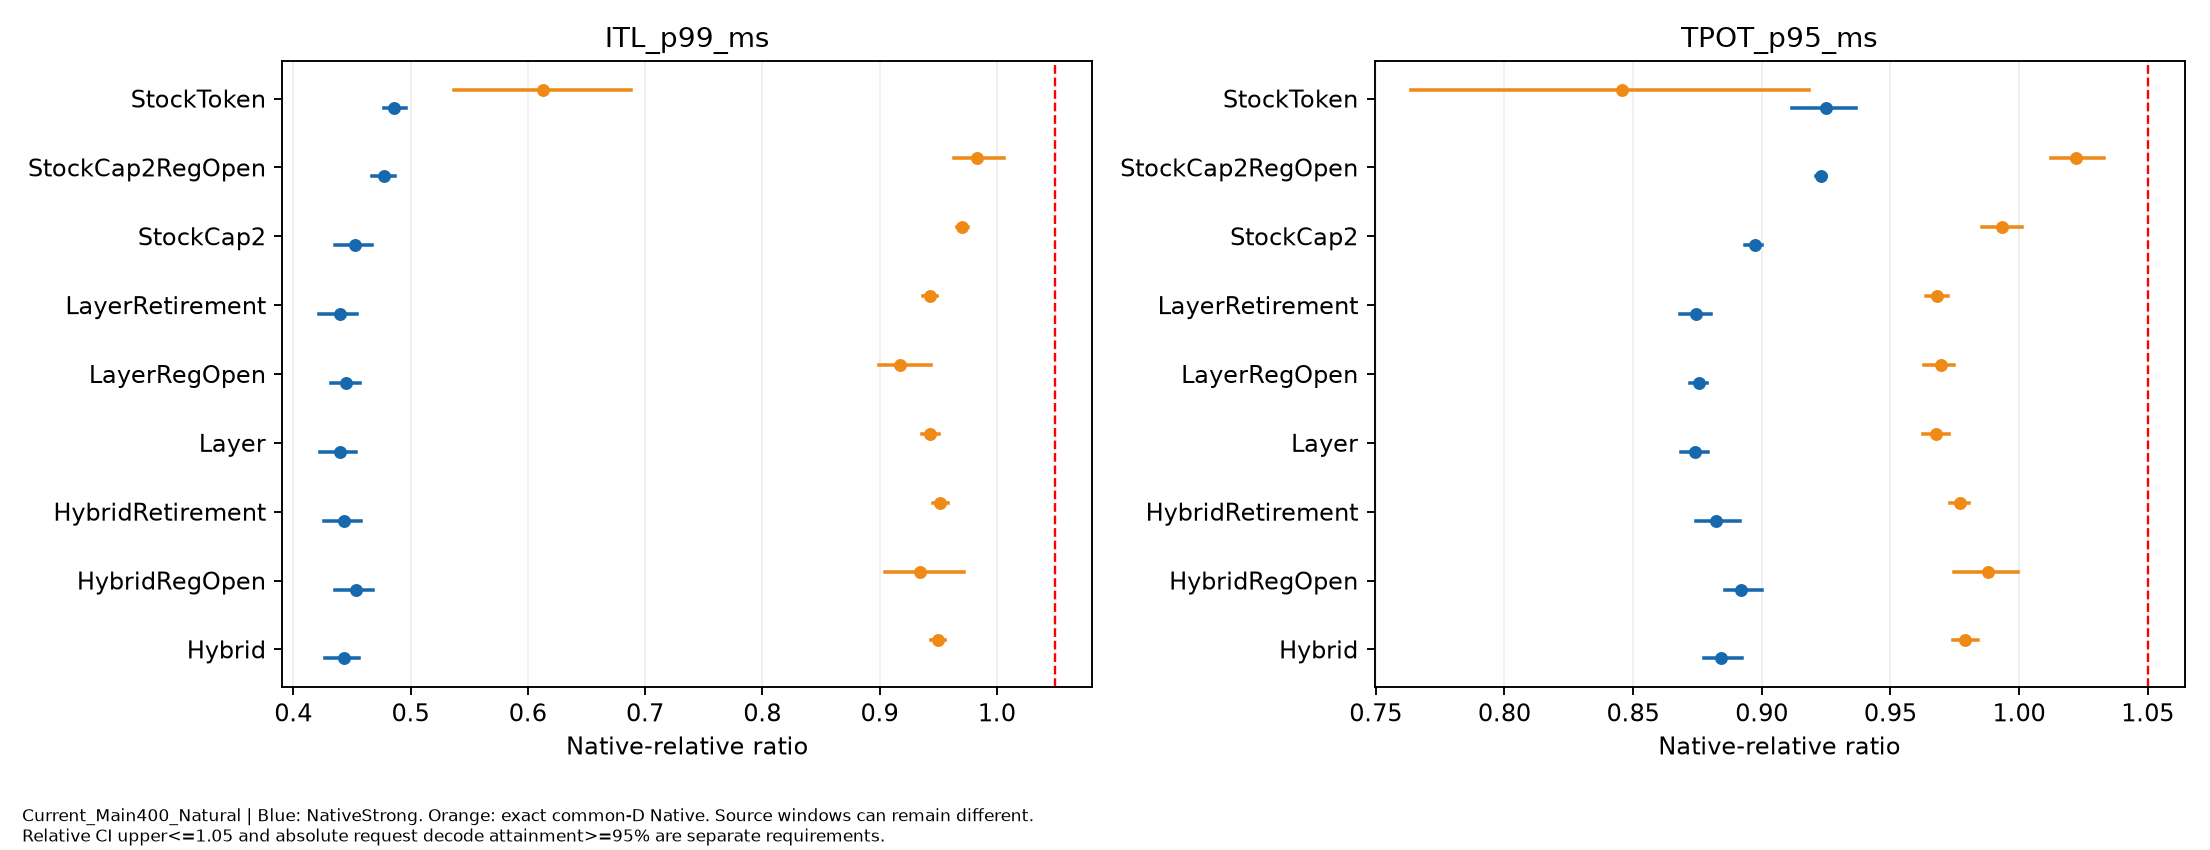 ITL_p99_ms
StockToken
StockCap2RegOpen
StockCap2
LayerRetirement
LayerRegOpen
Layer
HybridRetirement
HybridRegOpen
Hybrid
0.4 0.5 0.6 0.7 0.8 0.9 1.0
Native-relative ratio
TPOT_p95_ms
StockToken
StockCap2RegOpen
StockCap2
LayerRetirement
LayerRegOpen
Layer
HybridRetirement
HybridRegOpen
Hybrid
0.75 0.80 0.85 0.90 0.95 1.00 1.05
Native-relative ratio
Current_Main400_Natural | Blue: NativeStrong. Orange: exact common-D Native. Source windows can remain different.
Relative CI upper<=1.05 and absolute request decode attainment>=95% are separate requirements.